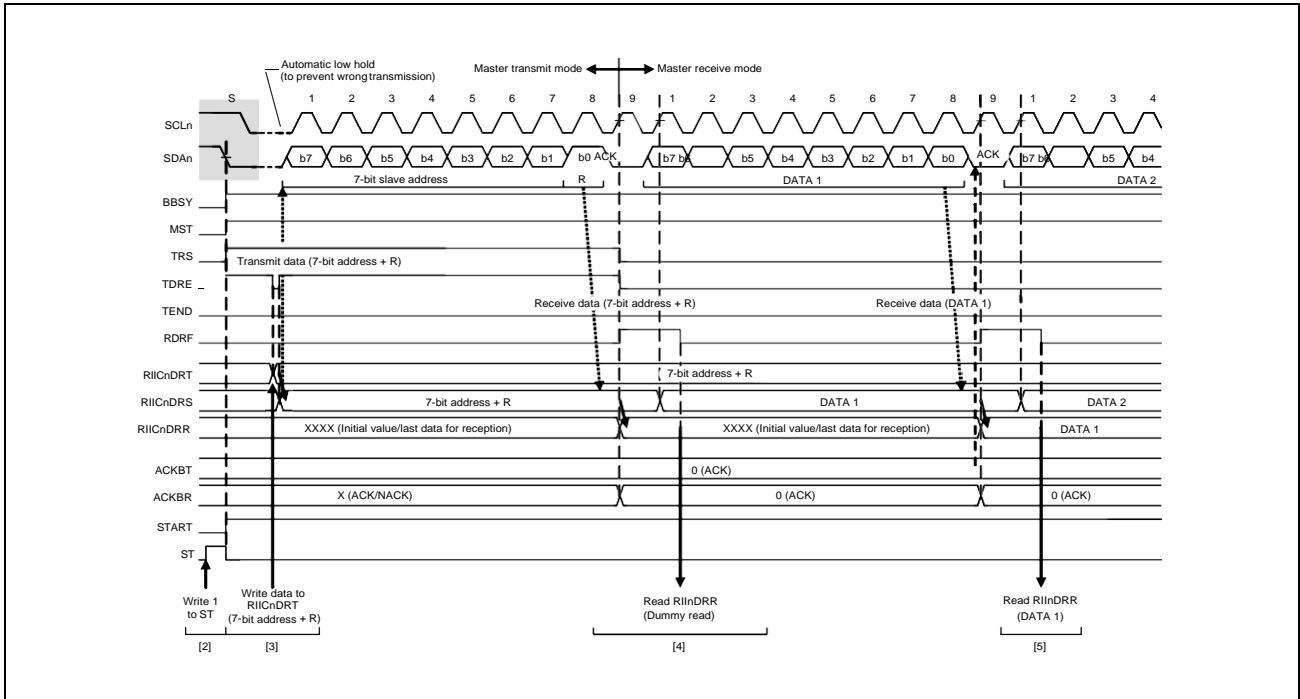 Automatic low hold
(to prevent wrong transmission)
Master transmit mode
Master receive mode
S 1 2 3 4 5 6 7 8 9 1 2 3 4 5 6 7 8 9 1 2 3 4
SCLn
SDAn b7 b6 b5 b4 b3 b2 b1 b0 ACK b7 b6 b5 b4 b3 b2 b1 b0 ACK b7 b6 b5 b4
7-bit slave address R DATA 1 DATA 2
BBSY
MST
TRS
Transmit data (7-bit address + R)
TDRE
Receive data (7-bit address + R) Receive data (DATA 1)
TEND
RDRF
RIICnDRT 7-bit address + R
RIICnDRS 7-bit address + R DATA 1 DATA 2
RIICnDRR XXXX (Initial value/last data for reception) XXXX (Initial value/last data for reception) DATA 1
ACKBT 0 (ACK)
ACKBR X (ACK/NACK) 0 (ACK) 0 (ACK)
START
ST
Write 1
to ST
Write data to
RIICnDRT
(7-bit address + R)
Read RIInDRR
(Dummy read)
Read RIInDRR
(DATA 1)
[2] [3] [4] [5]